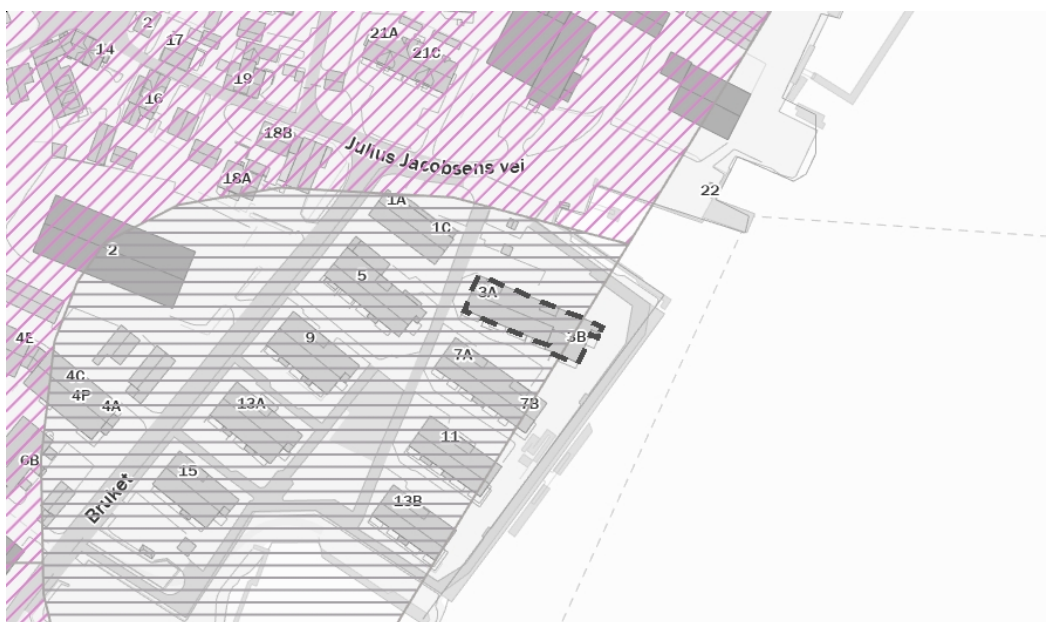 2
17
14
21A
21C
19
16
18B
Julius Jacobsens vei
18A
22
1A
1C
2
5
3A
9
3B
4E
7A
4C
4P
4A
13A
7B
11
6B
15
Bruket
13B